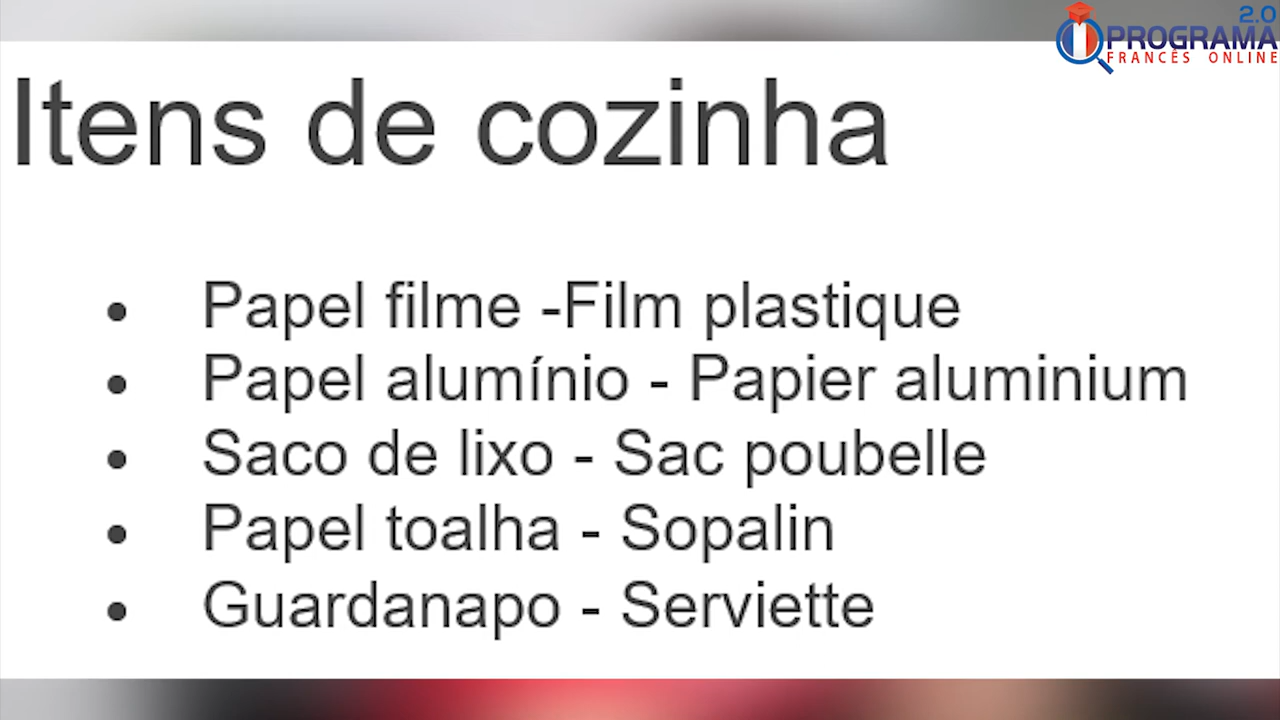 2.0
PROGRAMA
FRANCÊS ONLINE
Itens de cozinha
• Papel filme -Film plastique
• Papel alumínio - Papier aluminium
• Saco de lixo - Sac poubelle
• Papel toalha - Sopalin
• Guardanapo - Serviette